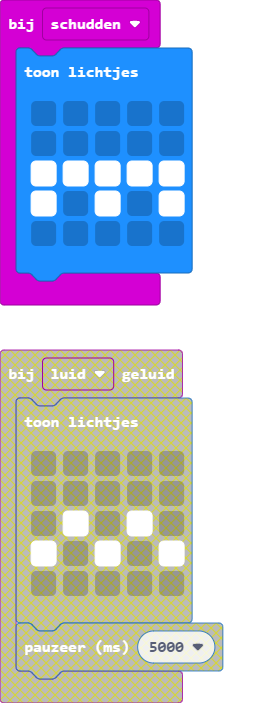 bij schudden
toon lichtjes
bij luid geluid
toon lichtjes
pauzeer (ms) 5000